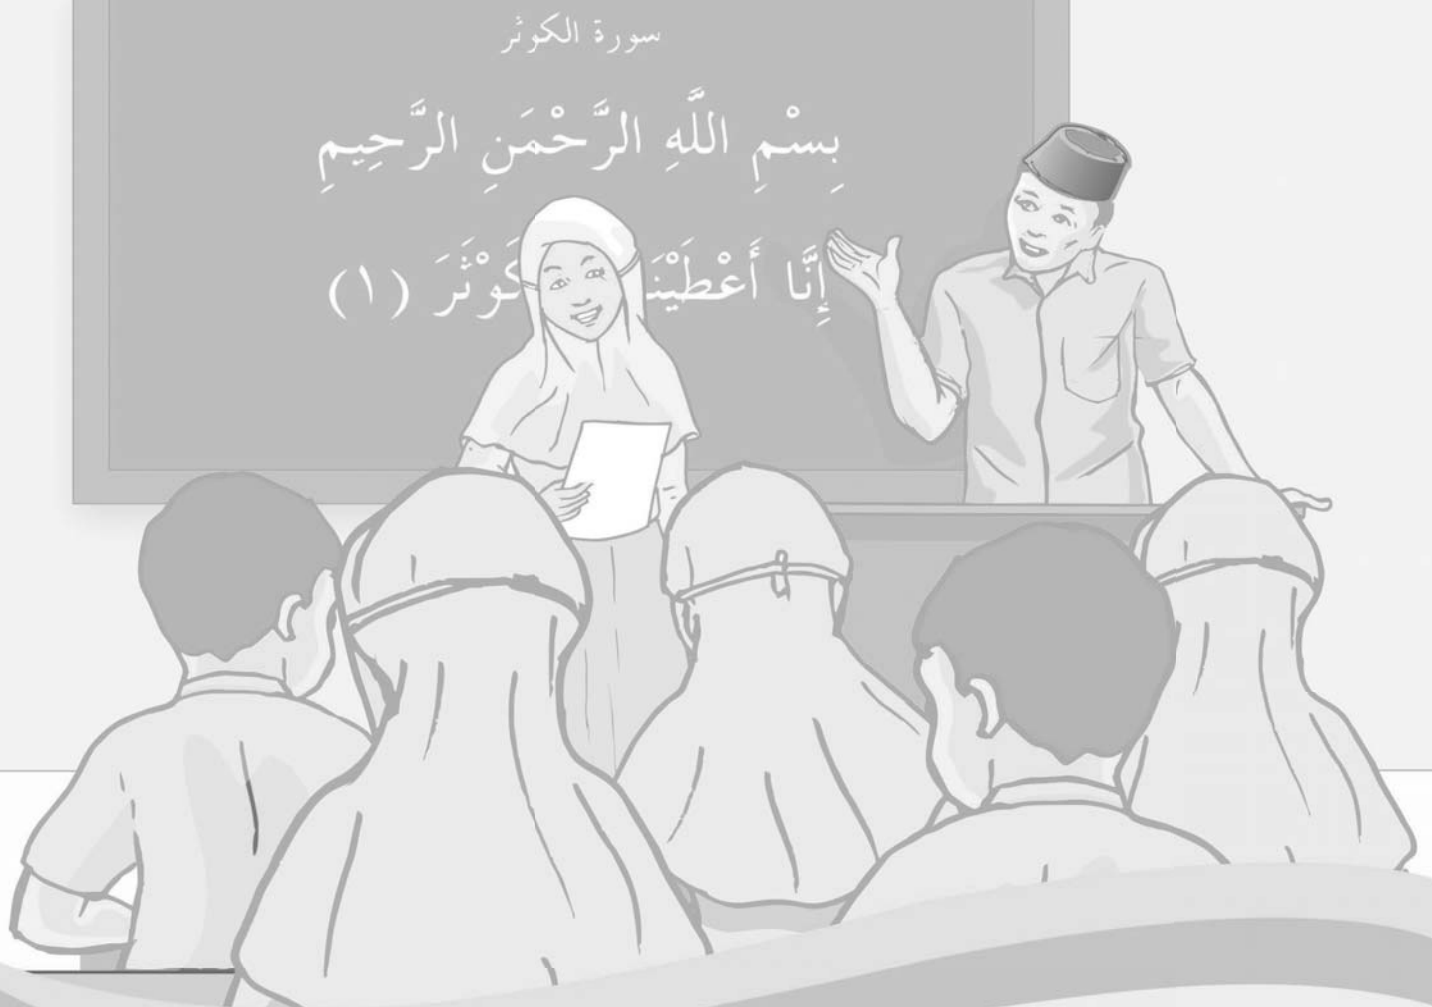 سورة الكوثر
بِسْمِ اللَّهِ الرَّحْمَنِ الرَّحِيمِ
إِنَّا أَعْطَيْنَ كَوْثَرَ (١)